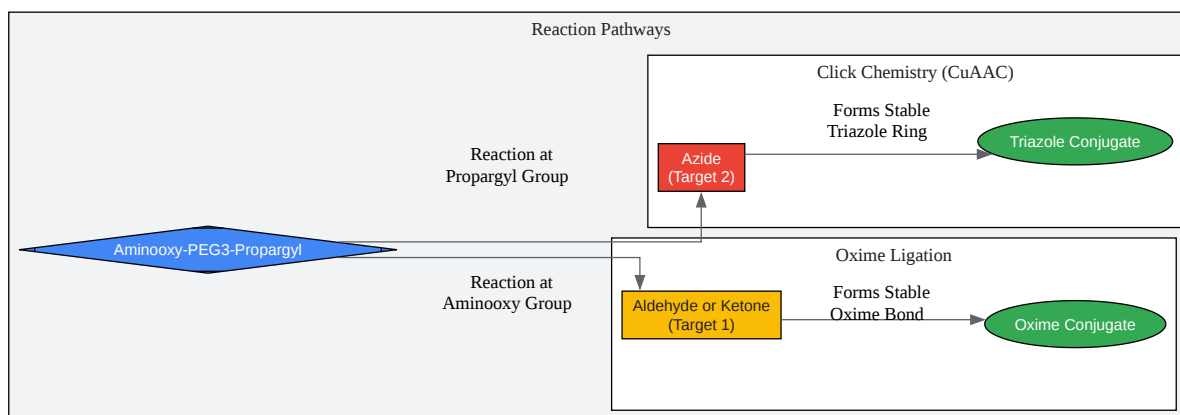 Reaction Pathways
Click Chemistry (CuAAC)
Forms Stable
Triazole Ring
Triazole Conjugate
Azide
(Target 2)
Reaction at
Propargyl Group
Aminooxy-PEG3-Propargyl
Reaction at
Aminooxy Group
Oxime Ligation
Aldehyde or Ketone
(Target 1)
Forms Stable
Oxime Bond
Oxime Conjugate